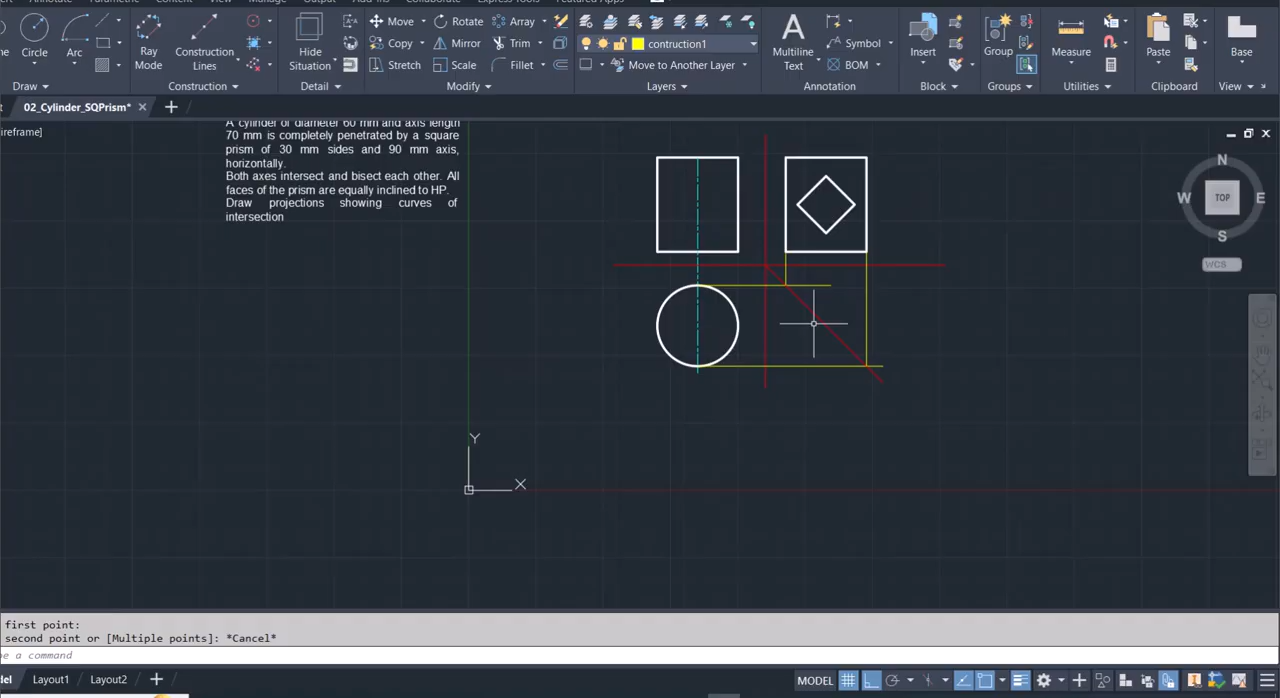 Circle
Arc
Draw
Ray
Mode
Construction
Lines
Construction
Hide
Situation
Detail
Move
Rotate
Array
Copy
Mirror
Trim
Stretch
Scale
Fillet
Modify
contruction1
Move to Another Layer
Layers
Multiline
Text
Symbol
BOM
Annotation
Insert
Block
Group
Groups
Measure
Utilities
Paste
Clipboard
Base
View
02_Cylinder_SQPrism*
ireframe]
A cylinder of diameter 60 mm and axis length
70 mm is completely penetrated by a square
prism of 30 mm sides and 90 mm axis,
horizontally.
Both axes intersect and bisect each other. All
faces of the prism are equally inclined to HP.
Draw projections showing curves of
intersection
N
W
TOP
E
S
WCS
Y
X
first point:
second point or [Multiple points]: *Cancel*
pe a command
del
Layout1
Layout2
MODEL